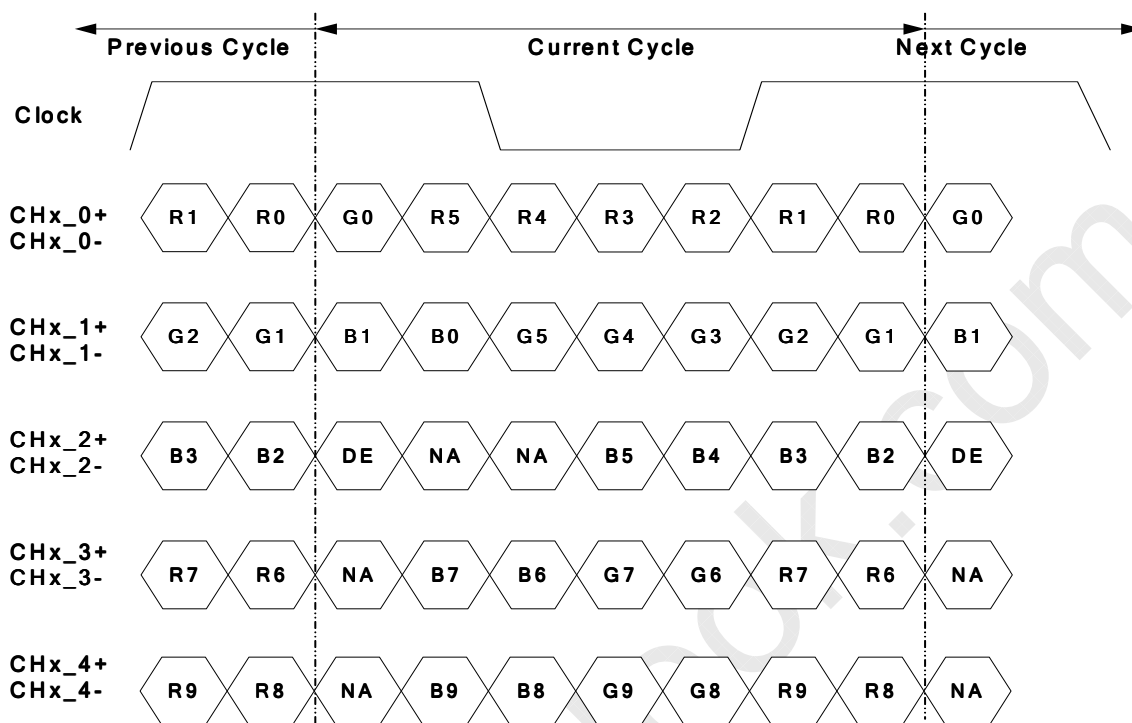 Previous Cycle Current Cycle Next Cycle
Clock
CHx_0+
CHx_0-
R1 R0 G0 R5 R4 R3 R2 R1 R0 G0
CHx_1+
CHx_1-
G2 G1 B1 B0 G5 G4 G3 G2 G1 B1
CHx_2+
CHx_2-
B3 B2 DE NA NA B5 B4 B3 B2 DE
CHx_3+
CHx_3-
R7 R6 NA B7 B6 G7 G6 R7 R6 NA
CHx_4+
CHx_4-
R9 R8 NA B9 B8 G9 G8 R9 R8 NA
ook.com